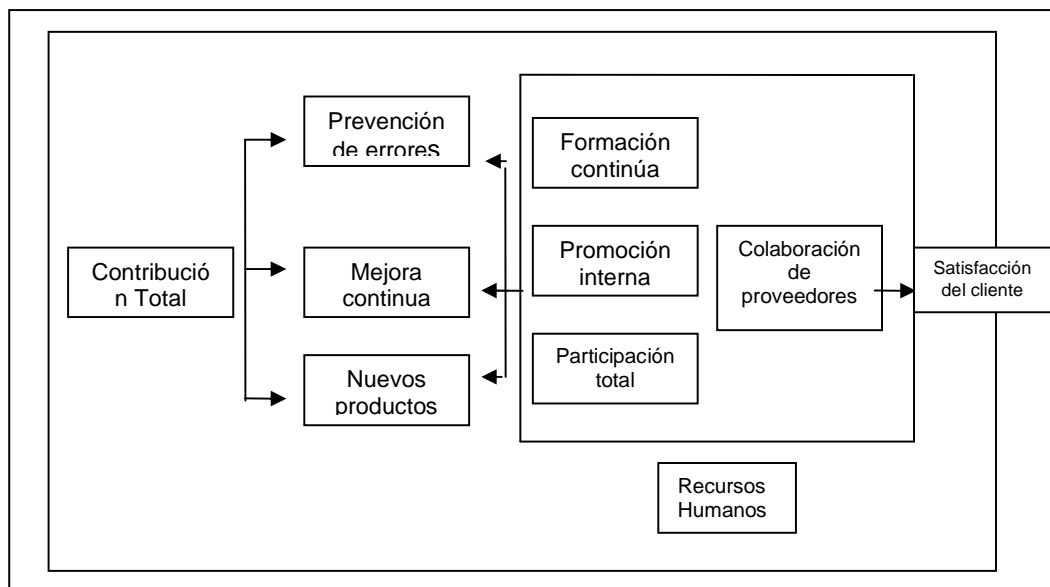 Contribució
n Total
Prevención
de errores
Mejora
continua
Nuevos
productos
Formación
continúa
Promoción
interna
Participación
total
Colaboración
de
proveedores
Satisfacción
del cliente
Recursos
Humanos